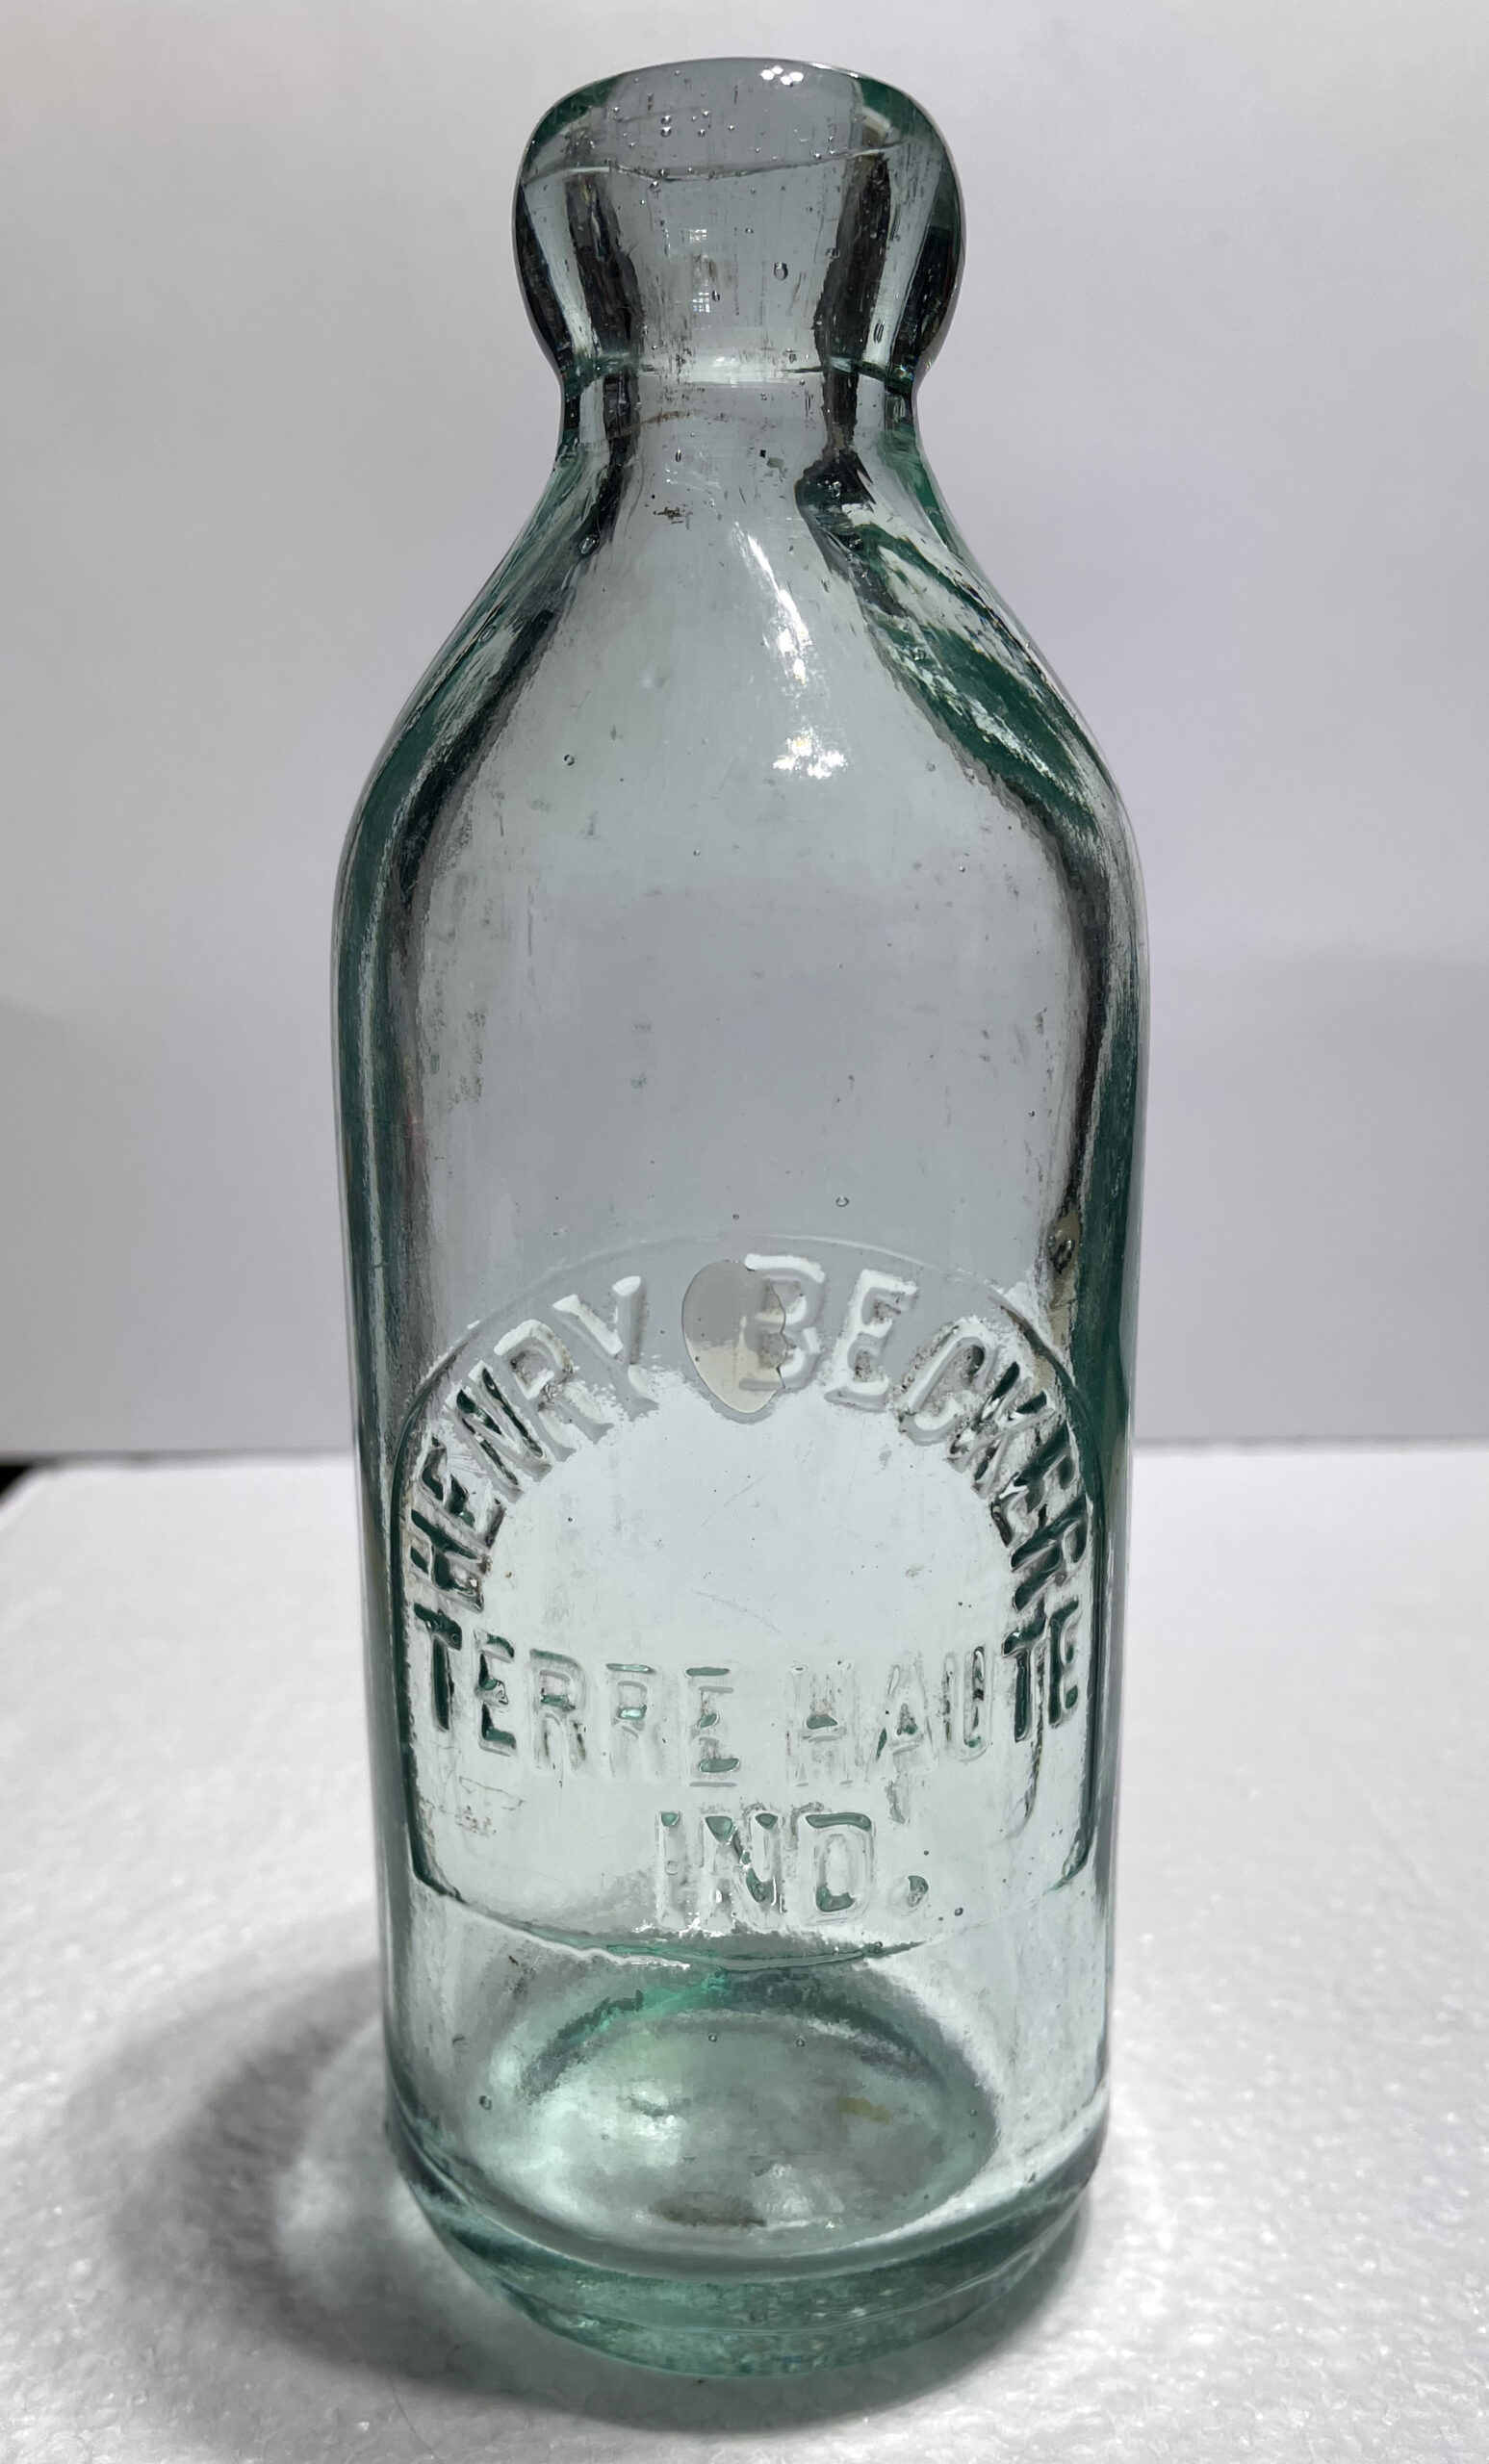 HENRY BECKER
TERRE HAUTE
IND.